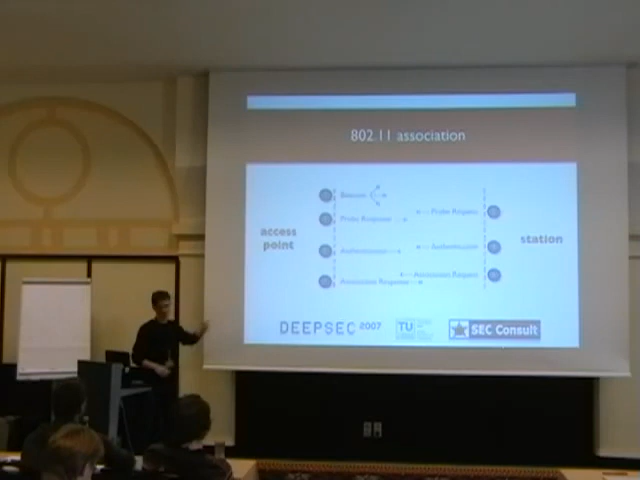 802.11 association
Beacons
Probe Response
Probe Request
access
point
Authentication
Authentication
station
Association Request
Association Response
DEEPSEC 2007
TU
SEC Consult